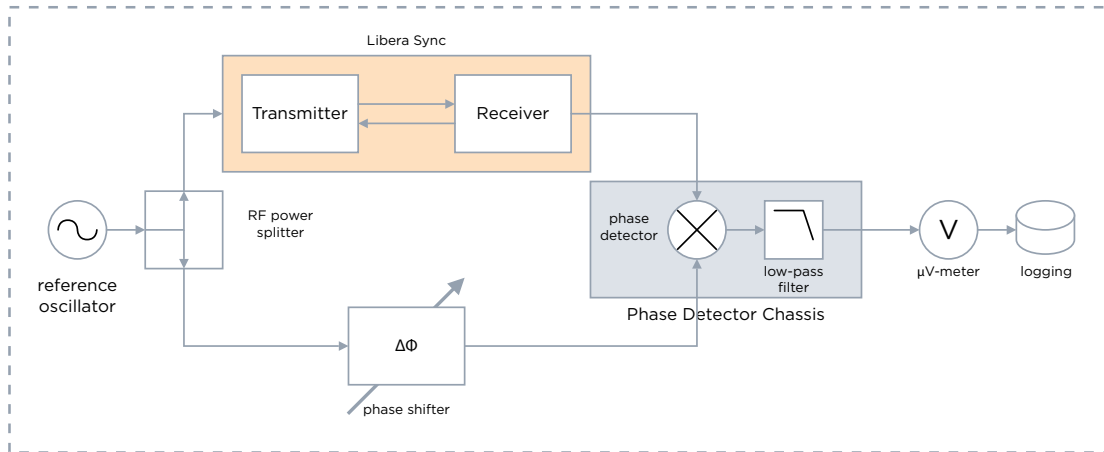 Libera Sync
Transmitter
Receiver
RF power
splitter
reference
oscillator
phase
detector
low-pass
filter
V
µV-meter
logging
Phase Detector Chassis
ΔΦ
phase shifter